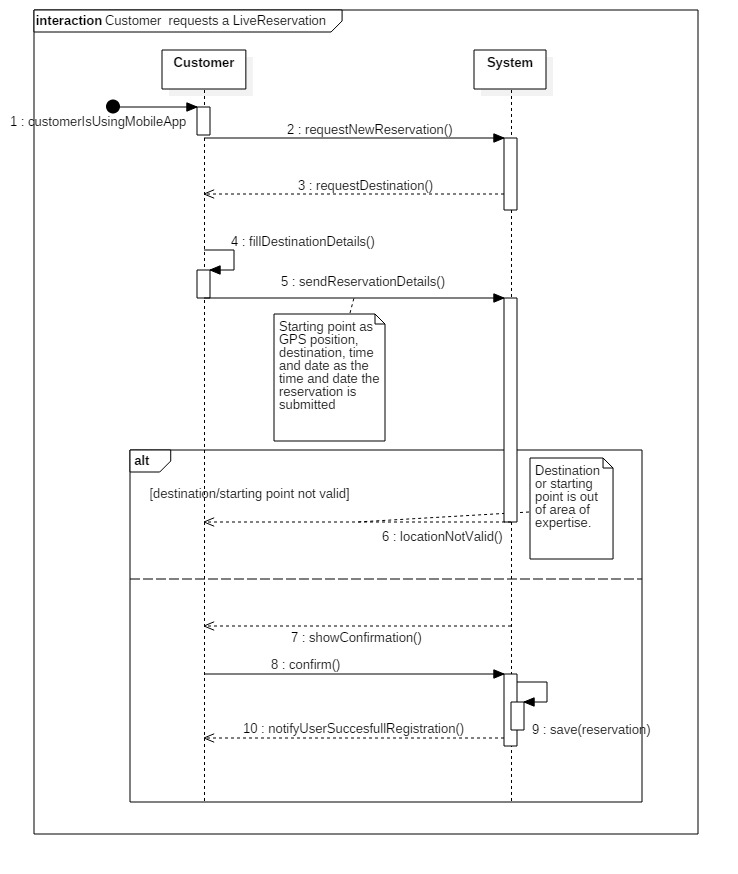 interaction Customer requests a LiveReservation
Customer
System
1 : customerIsUsingMobileApp
2 : requestNewReservation()
3 : requestDestination()
4 : fillDestinationDetails()
5 : sendReservationDetails()
Starting point as
GPS position,
destination, time
and date as the
time and date the
reservation is
submitted
alt
[destination/starting point not valid]
Destination
or starting
point is out
of area of
expertise.
6 : locationNotValid()
7 : showConfirmation()
8 : confirm()
9 : save(reservation)
10 : notifyUserSuccesfullRegistration()